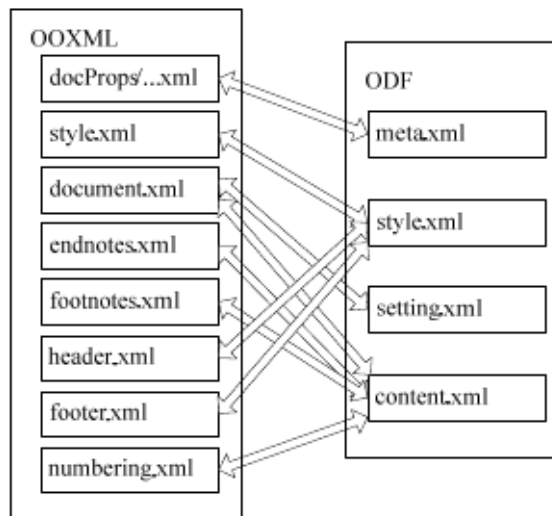 OOXML
docProps/...xml
style.xml
document.xml
endnotes.xml
footnotes.xml
header.xml
footer.xml
numbering.xml
ODF
meta.xml
style.xml
setting.xml
content.xml